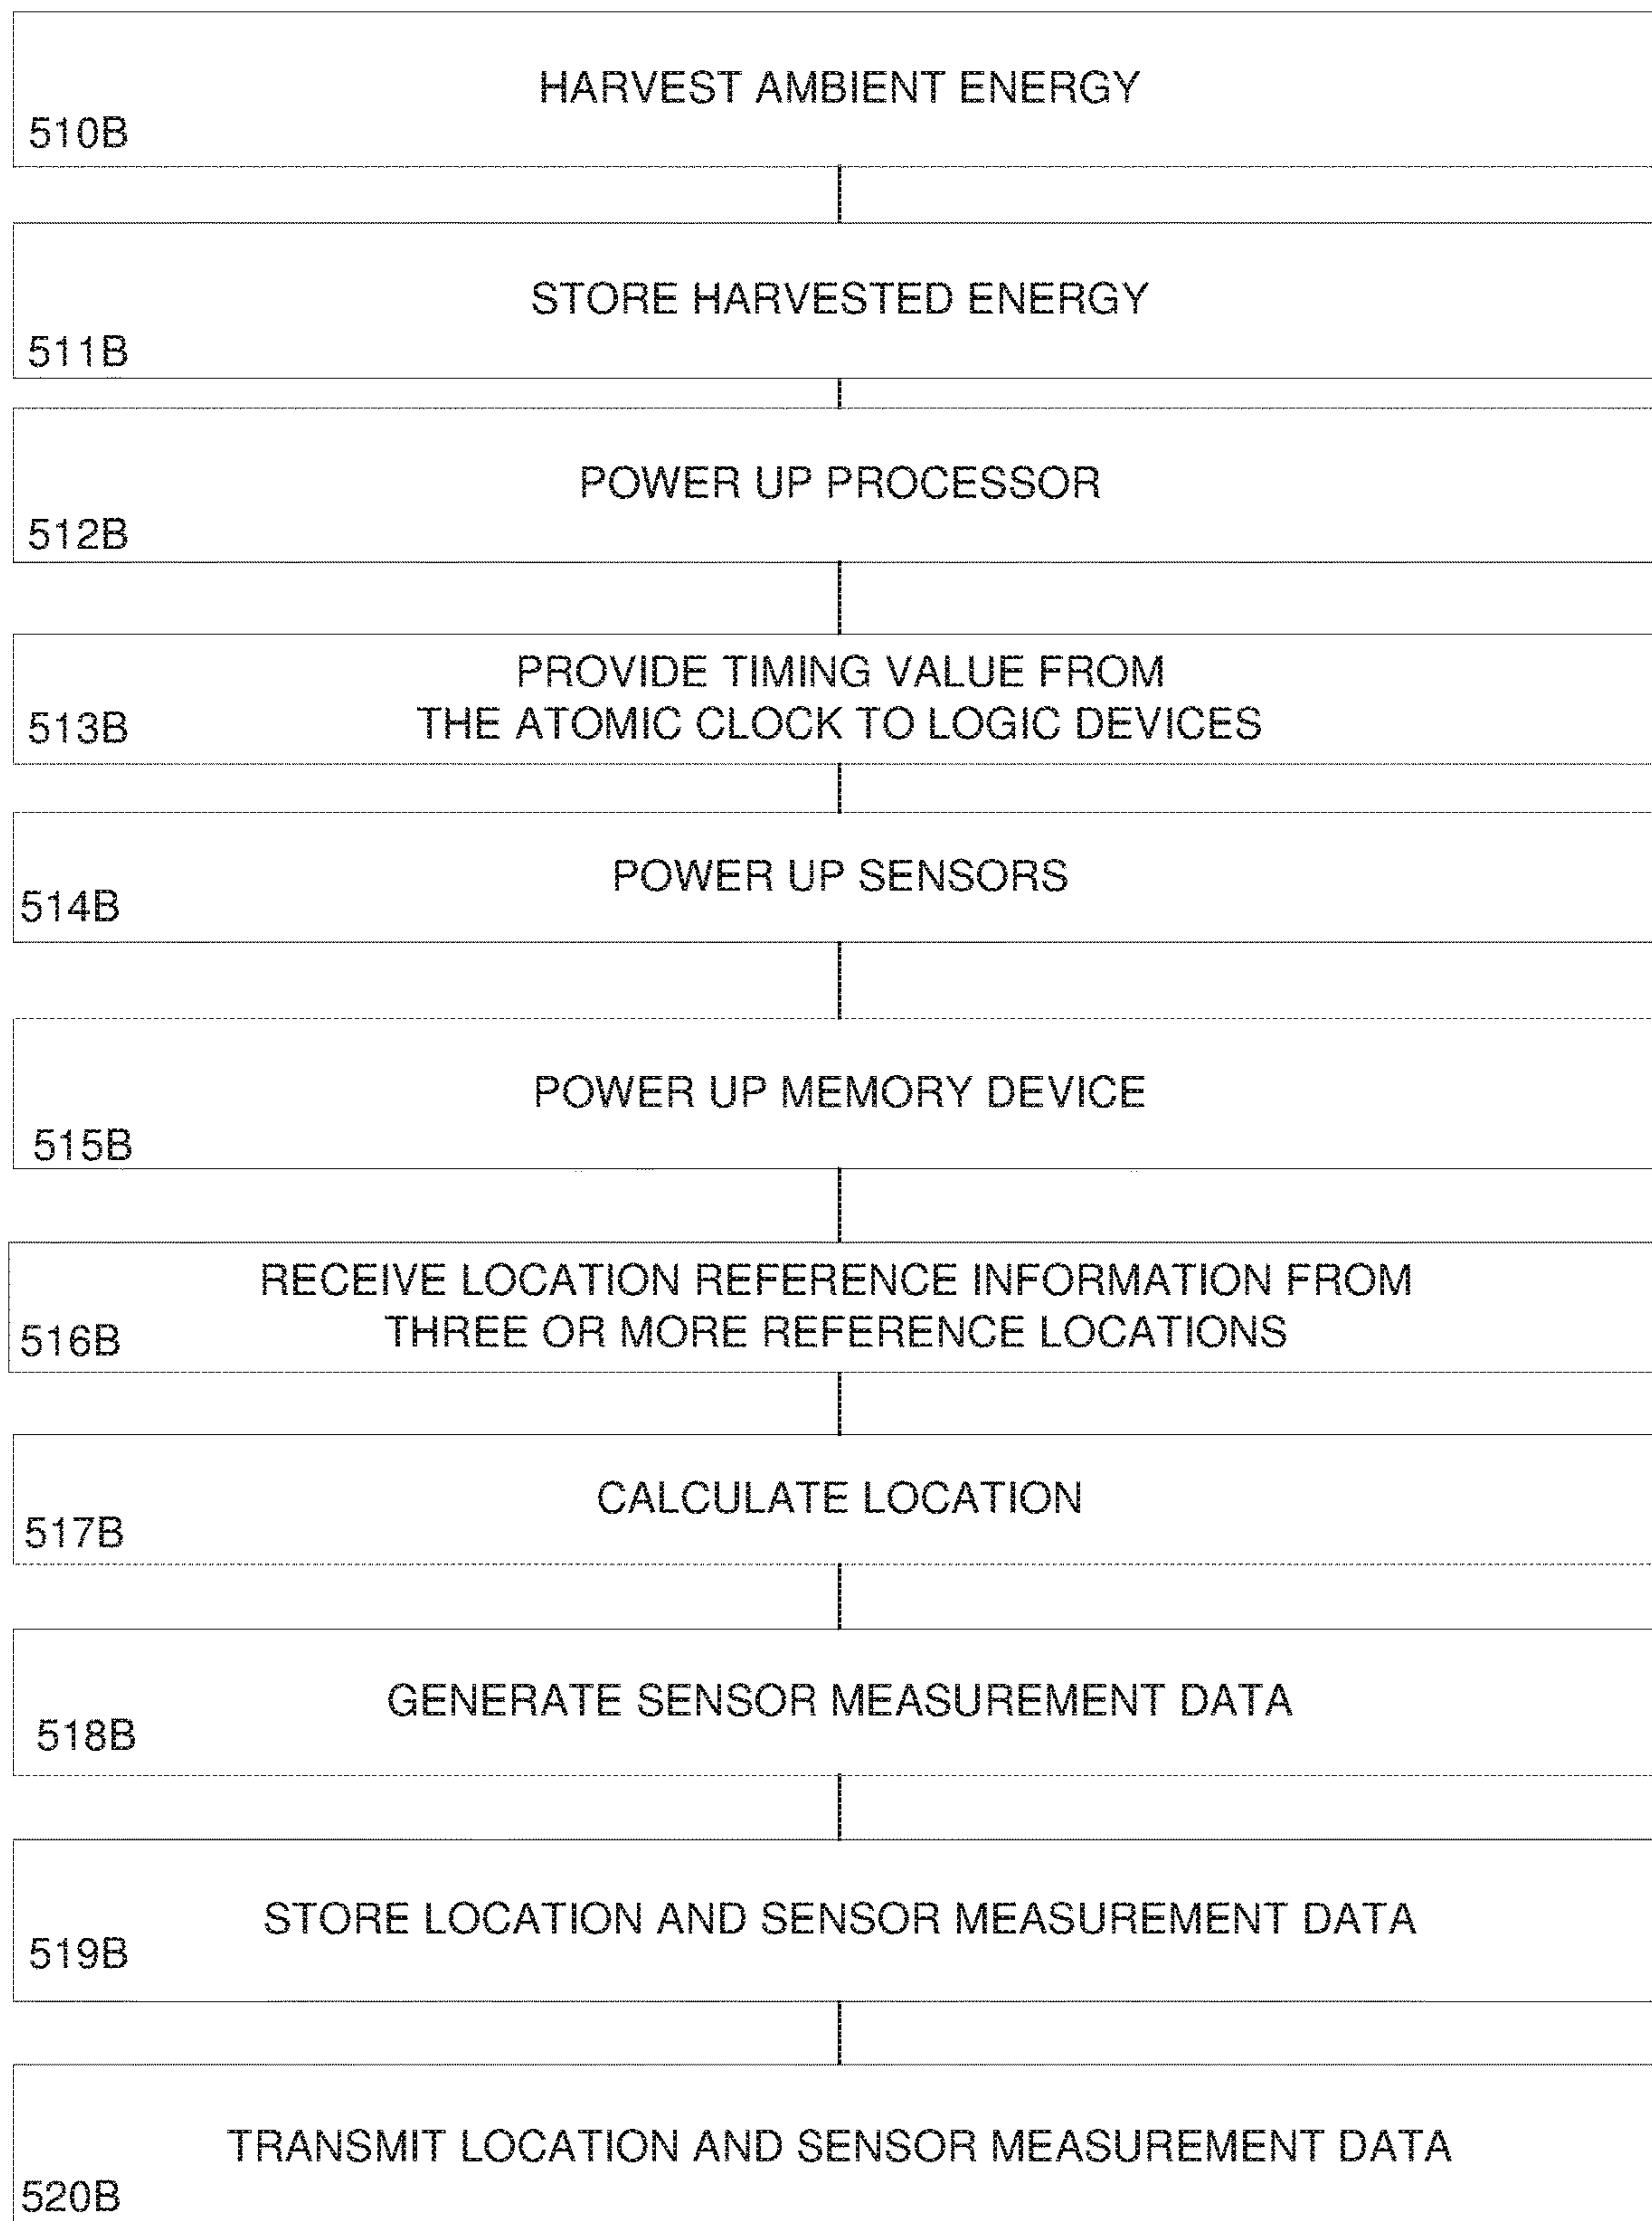 HARVEST AMBIENT ENERGY
510B
STORE HARVESTED ENERGY
511B
POWER UP PROCESSOR
512B
PROVIDE TIMING VALUE FROM
THE ATOMIC CLOCK TO LOGIC DEVICES
513B
POWER UP SENSORS
514B
POWER UP MEMORY DEVICE
515B
RECEIVE LOCATION REFERENCE INFORMATION FROM
THREE OR MORE REFERENCE LOCATIONS
516B
CALCULATE LOCATION
517B
GENERATE SENSOR MEASUREMENT DATA
518B
STORE LOCATION AND SENSOR MEASUREMENT DATA
519B
TRANSMIT LOCATION AND SENSOR MEASUREMENT DATA
520B